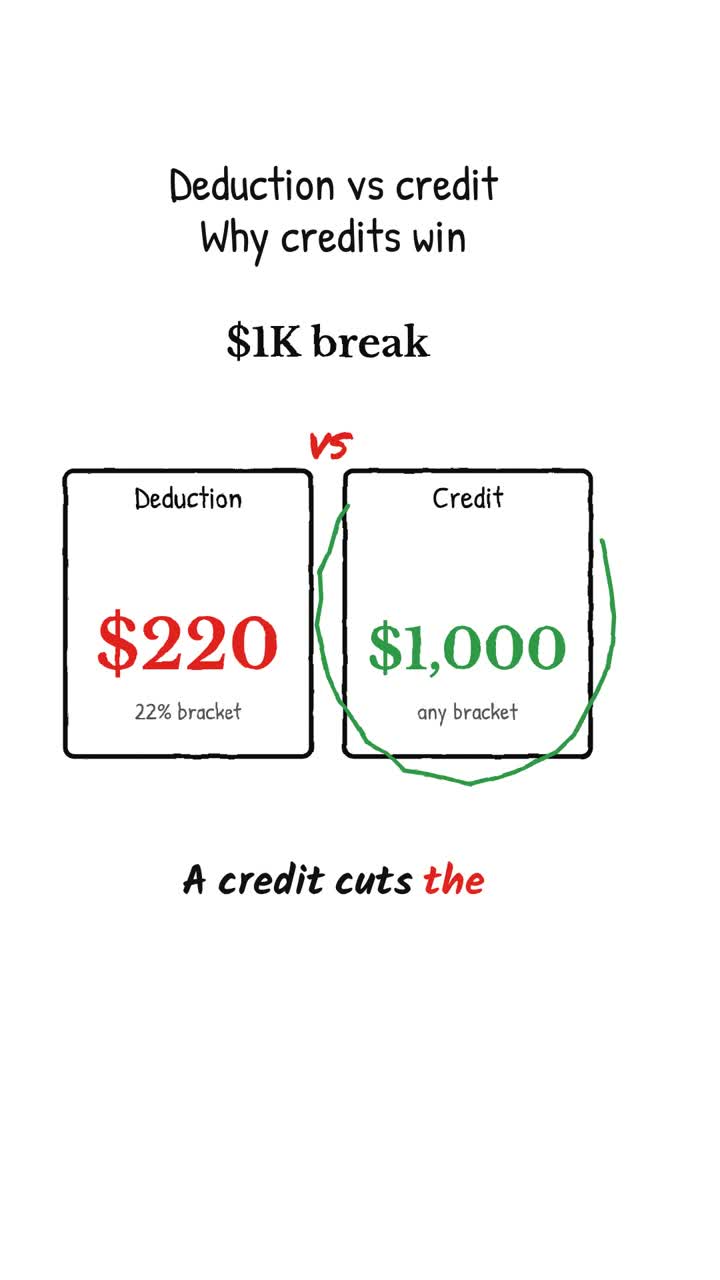 Deduction vs credit
Why credits win
$1K break
vs
Deduction
$220
22% bracket
Credit
$1,000
any bracket
A credit cuts the